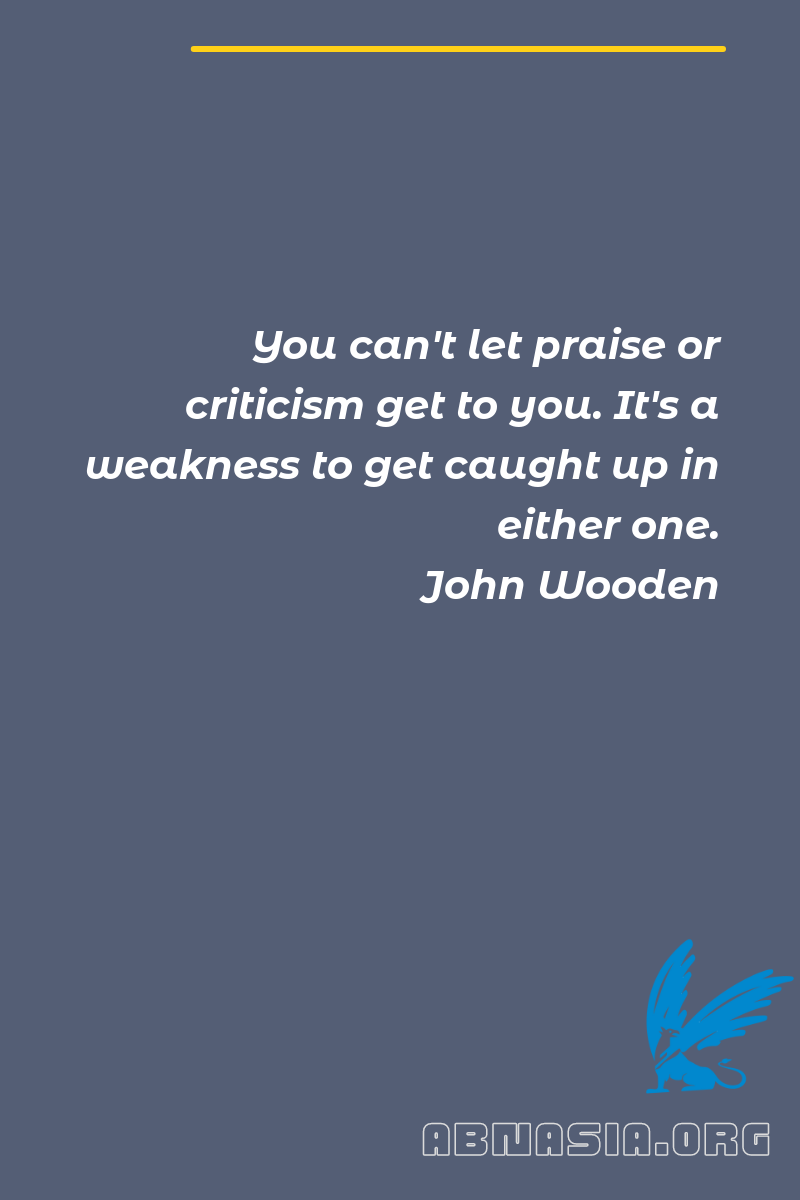 You can't let praise or
criticism get to you. It's a
weakness to get caught up in
either one.
John Wooden
ABNASIA.ORG